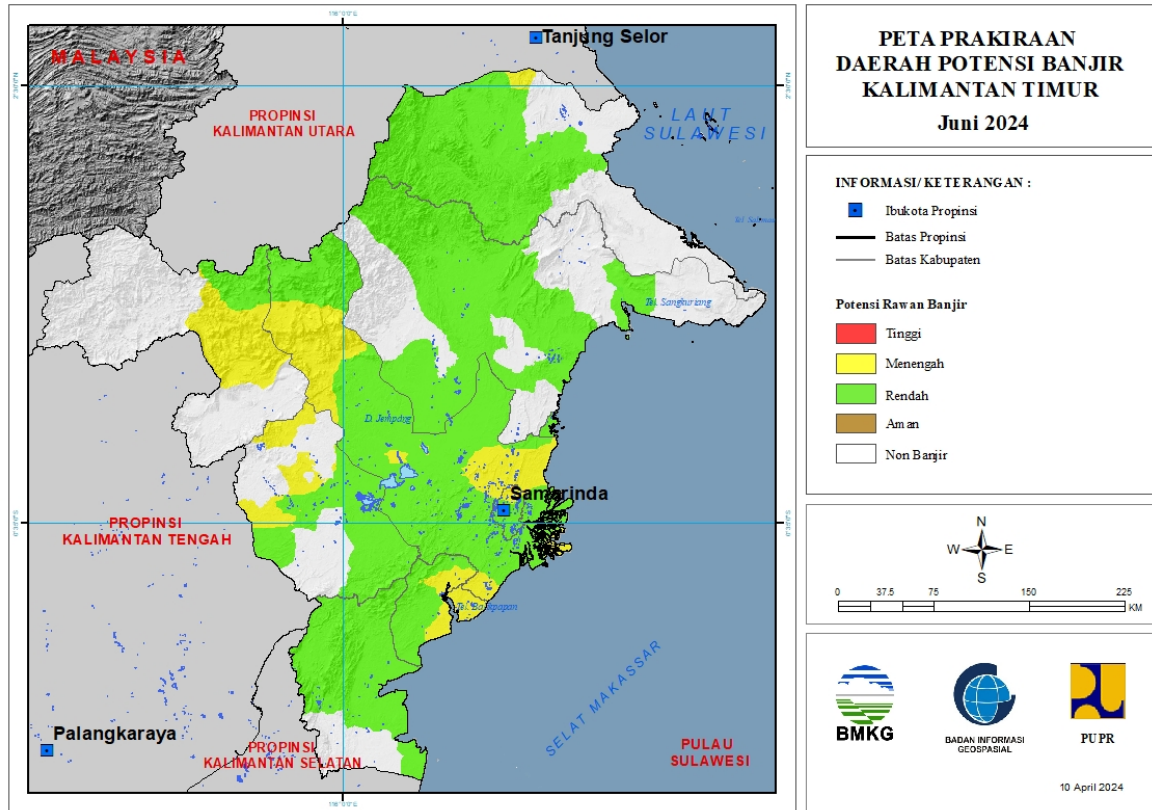 Tanjung Selor
MALAYSIA
PROPINSI
KALIMANTAN UTARA
LAUT
SULAWESI
Tel. Sangkuriang
D. Jempang
Samarinda
PROPINSI
KALIMANTAN TENGAH
SELAT MAKASSAR
Palangkaraya
PROPINSI
KALIMANTAN SELATAN
PULAU
SULAWESI
PETA PRAKIRAAN
DAERAH POTENSI BANJIR
KALIMANTAN TIMUR
Juni 2024
INFORMASI/KETERANGAN :
Ibukota Propinsi
Batas Propinsi
Batas Kabupaten
Potensi Rawan Banjir
Tinggi
Menengah
Rendah
Aman
Non Banjir
N
W E
S
0 37.5 75 150 225
KM
BMKG
BADAN INFORMASI
GEOSPASIAL
PUPR
10 April 2024